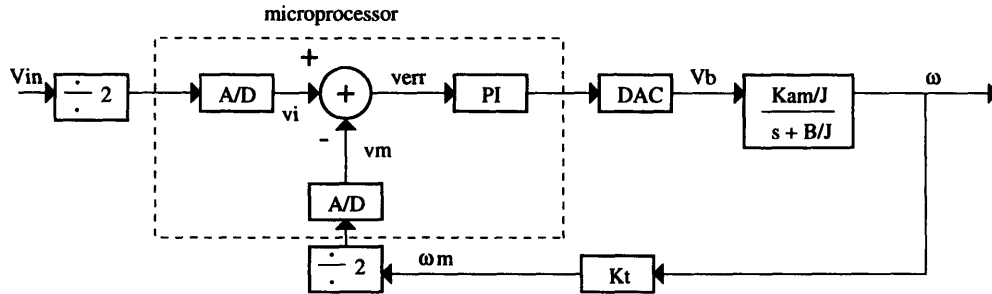 microprocessor
Vin
÷ 2
A/D
vi
+
+
-
verr
PI
DAC
Vb
Kam/J
s + B/J
ω
vm
A/D
÷ 2
ωm
Kt